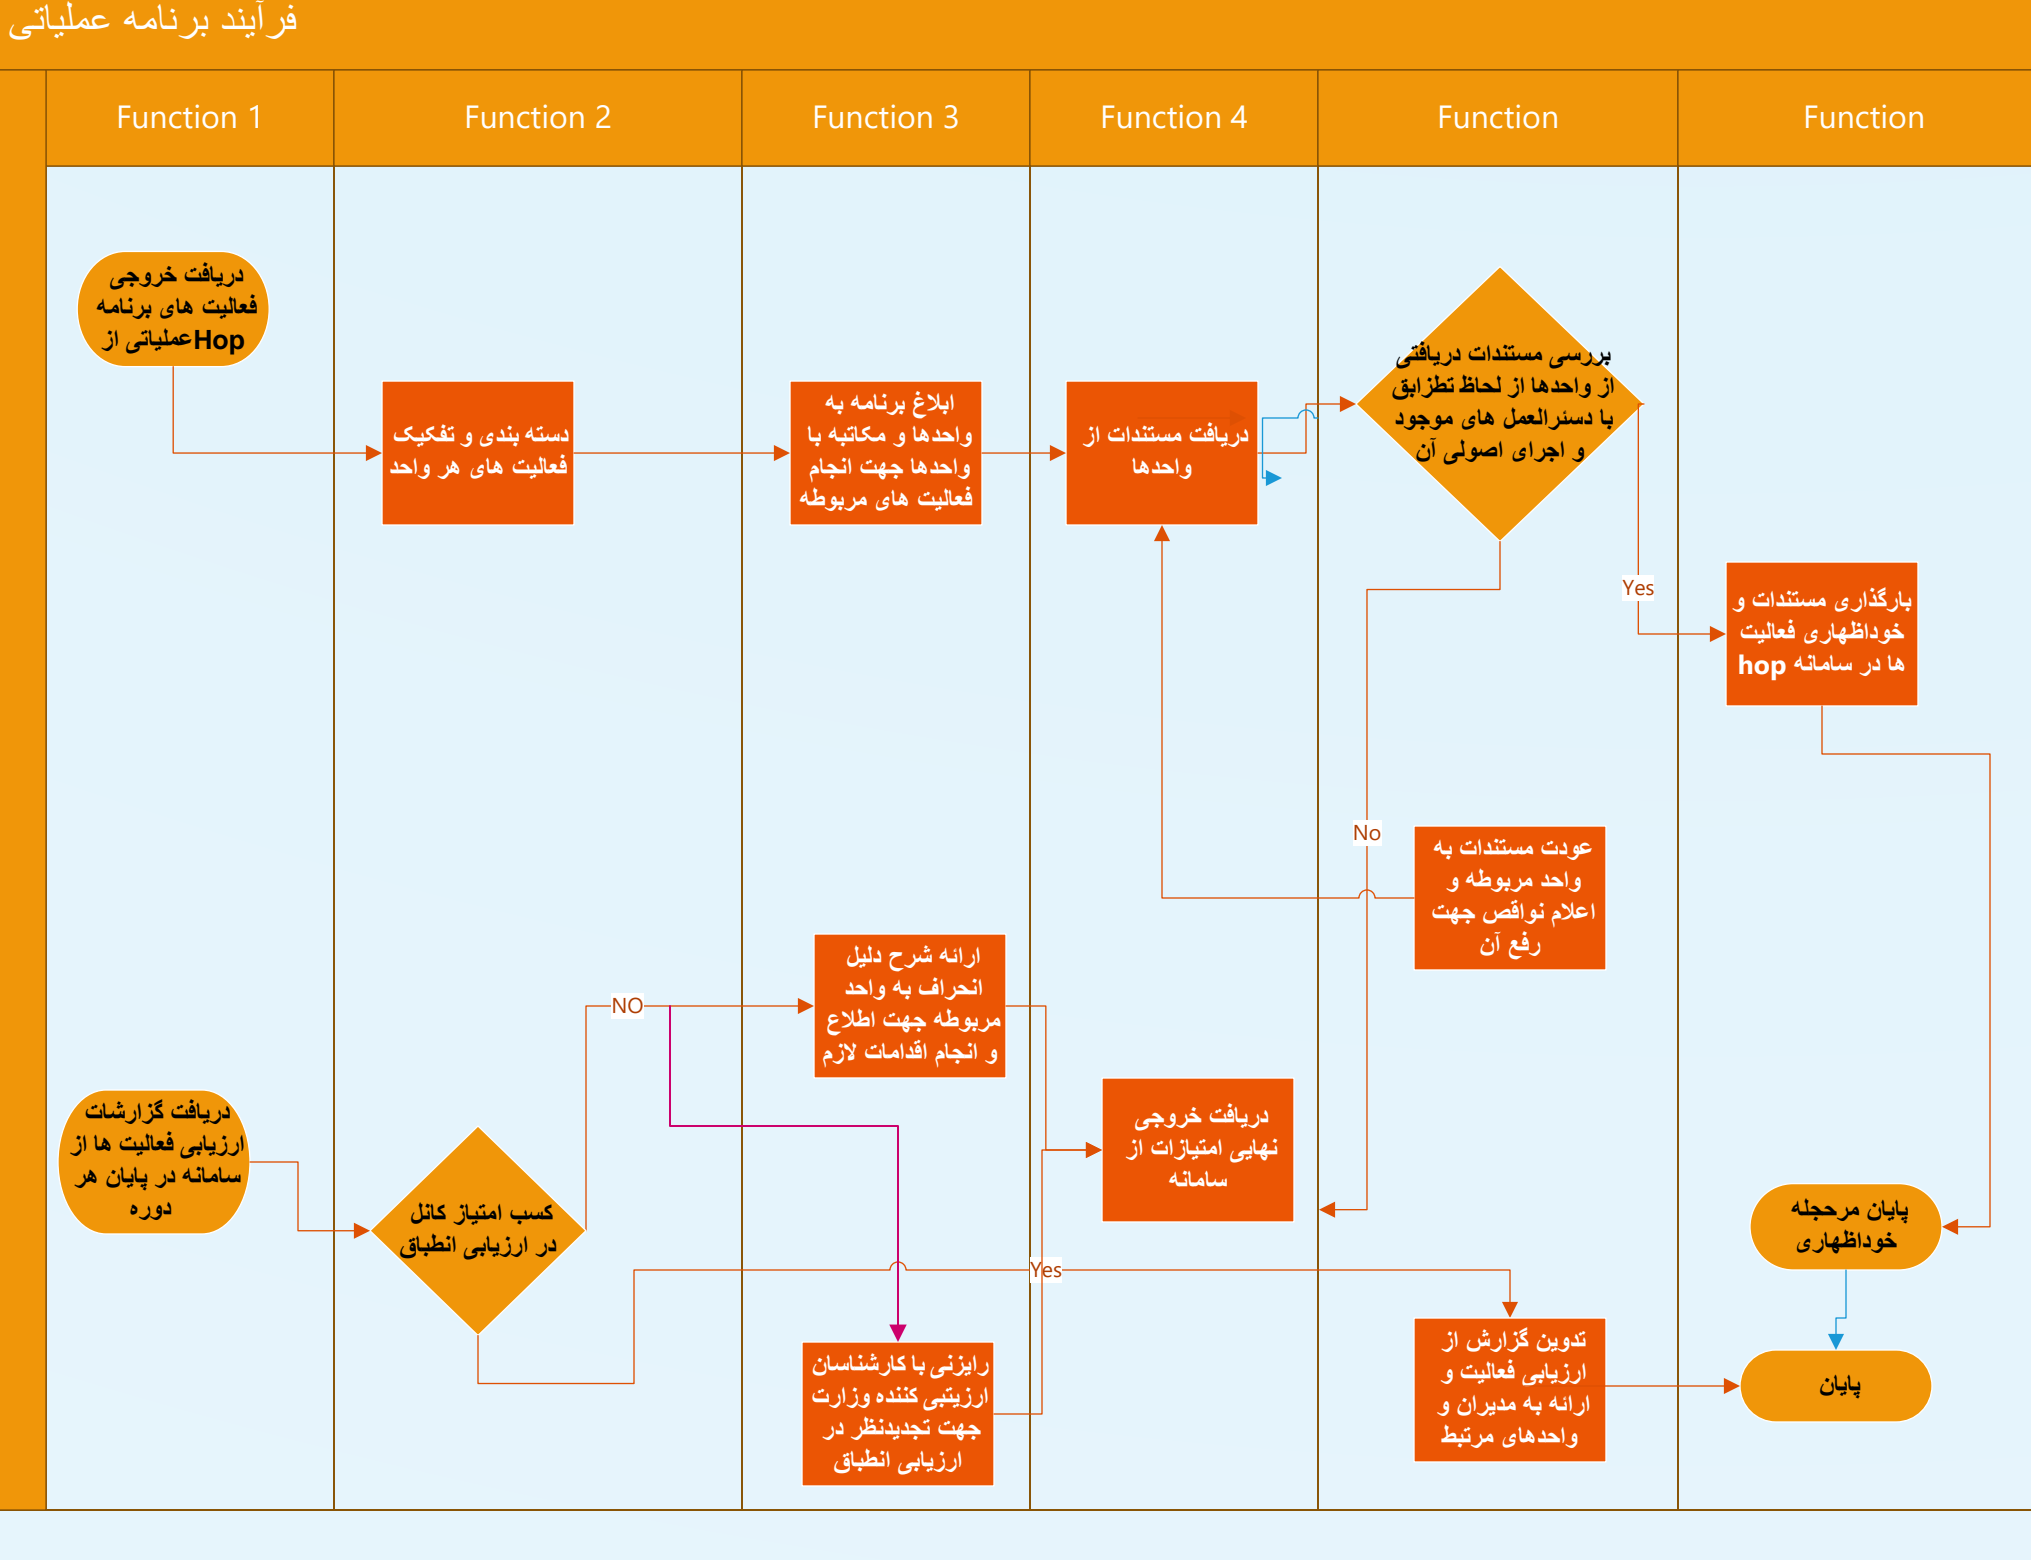 فرآیند برنامه عملیاتی
Function 1
Function 2
Function 3
Function 4
Function
Function
دریافت خروجی
فعالیت های برنامه
عملیاتی از Hop
دسته بندی و تفکیک
فعالیت های هر واحد
ابلاغ برنامه به
واحدها و مکاتبه با
واحدها جهت انجام
فعالیت های مربوطه
دریافت مستندات از
واحدها
بررسی مستندات دریافتی
از واحدها از لحاظ تطزابق
با دسئرالعمل های موجود
و اجرای اصولی آن
Yes
بارگذاری مستندات و
خوداظهاری فعالیت
ها در سامانه hop
No
عودت مستندات به
واحد مربوطه و
اعلام نواقص جهت
رفع آن
NO
ارائه شرح دلیل
انحراف به واحد
مربوطه جهت اطلاع
و انجام اقدامات لازم
دریافت گزارشات
ارزیابی فعالیت ها از
سامانه در پایان هر
دوره
کسب امتیاز کانل
در ارزیابی انطباق
دریافت خروجی
نهایی امتیازات از
سامانه
Yes
پایان مرحجله
خوداظهاری
رایزنی با کارشناسان
ارزیتبی کننده وزارت
جهت تجدیدنظر در
ارزیابی انطباق
تدوین گزارش از
ارزیابی فعالیت و
ارائه به مدیران و
واحدهای مرتبط
پایان